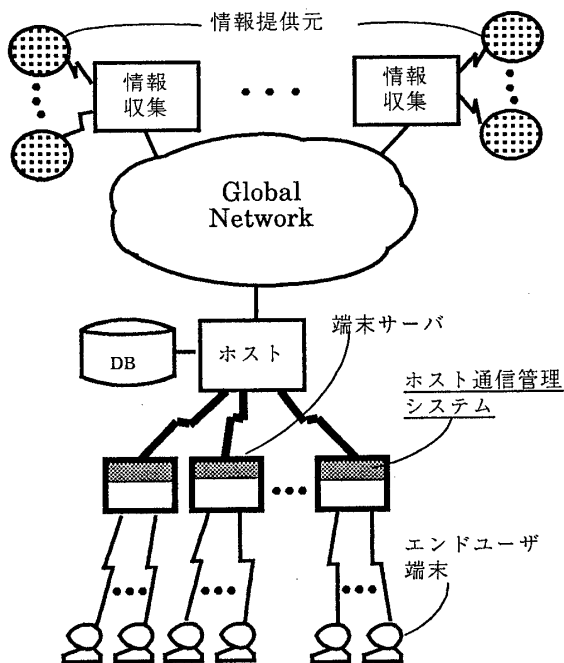 情報提供元
情報
収集
情報
収集
Global
Network
端末サーバ
DB
ホスト
ホスト通信管理
システム
エンドユーザ
端末